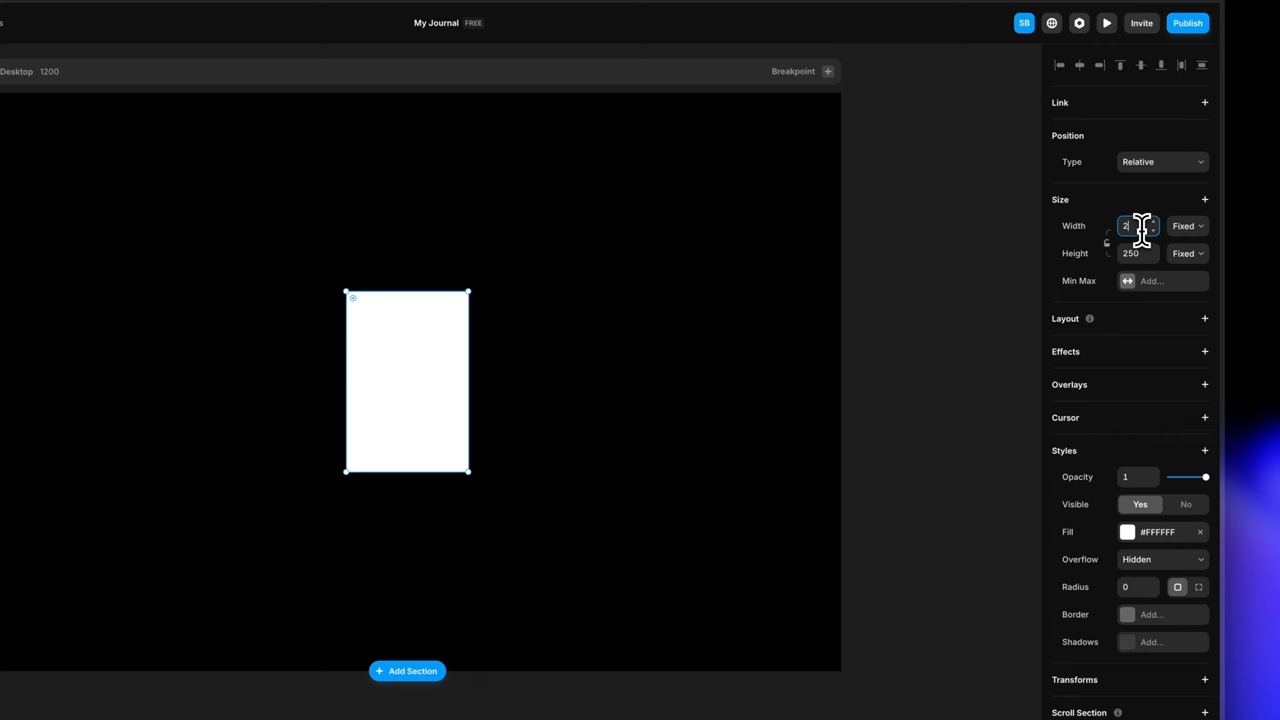 s
My Journal FREE
SB
Invite
Publish
Desktop 1200
Breakpoint +
Link
Position
Type Relative
Size
Width 2 Fixed
Height 250 Fixed
Min Max Add...
Layout
Effects
Overlays
Cursor
Styles
Opacity 1
Visible Yes No
Fill #FFFFFF
Overflow Hidden
Radius 0
Border Add...
Shadows Add...
+ Add Section
Transforms
Scroll Section